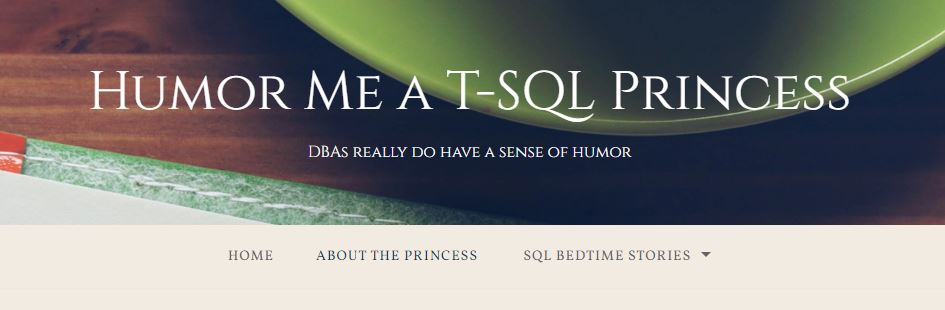 Humor Me a T-SQL Princess
DBAs really do have a sense of humor
HOME
ABOUT THE PRINCESS
SQL BEDTIME STORIES